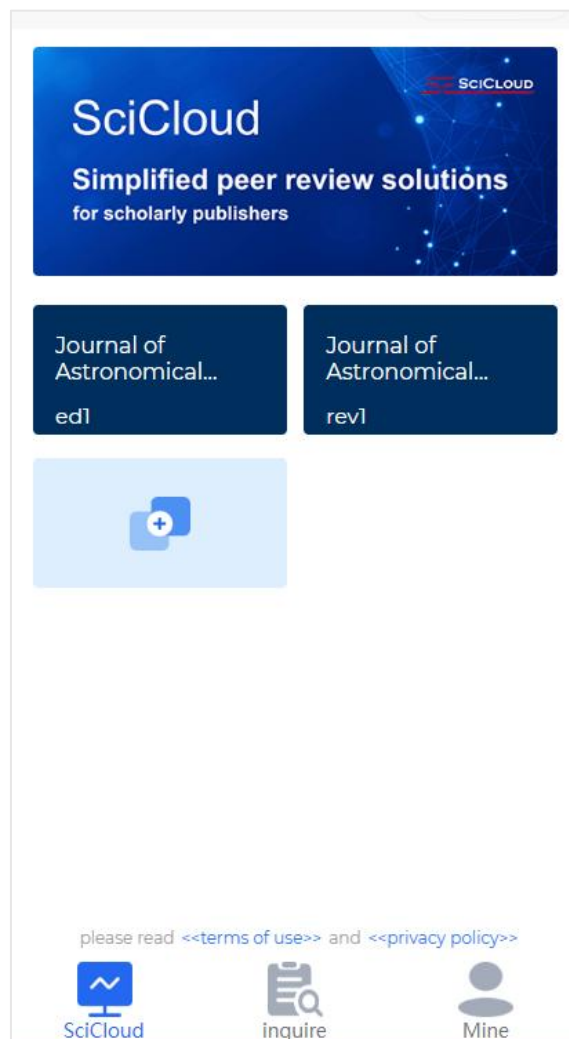 SciCloud
SCICLOUD
Simplified peer review solutions
for scholarly publishers
Journal of
Astronomical...
ed1
Journal of
Astronomical...
rev1
please read <<terms of use>> and <<privacy policy>>
SciCloud
inquire
Mine